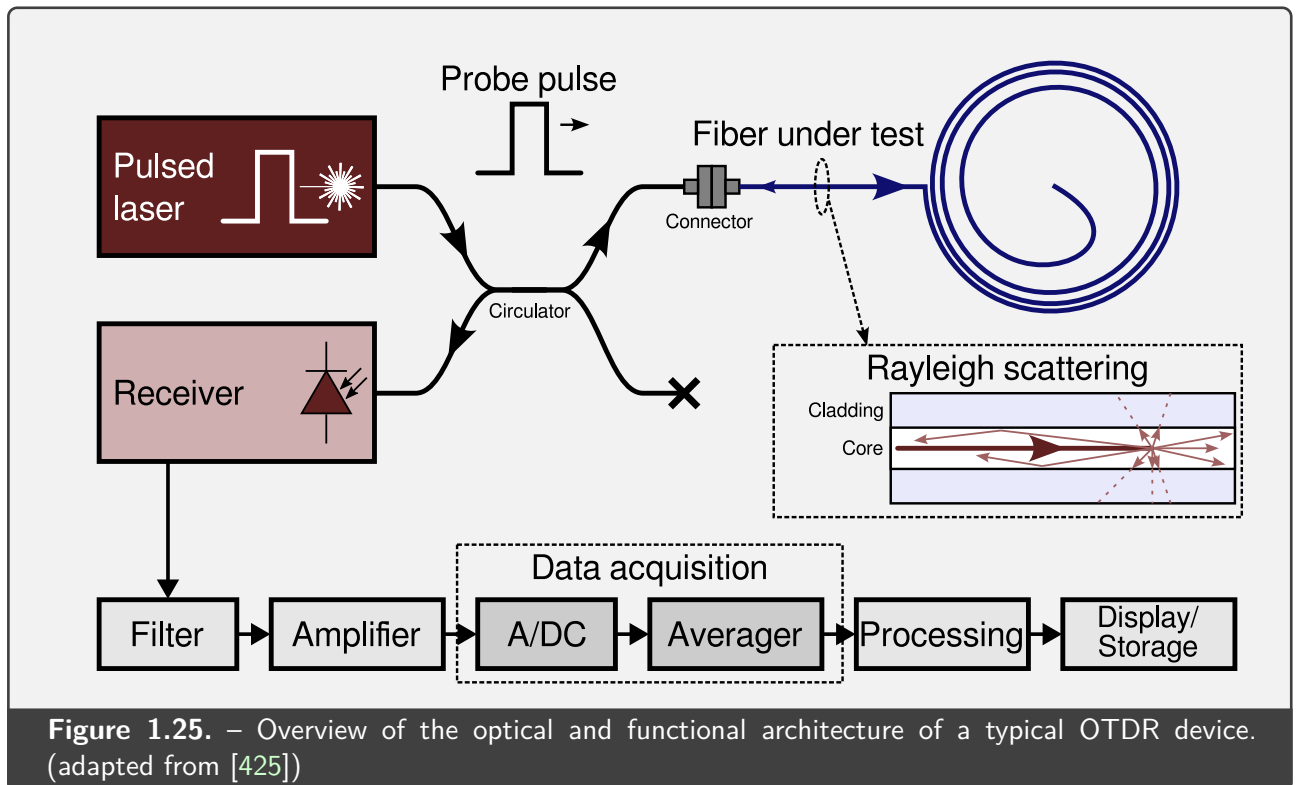 Probe pulse
Pulsed
laser
Fiber under test
Connector
Circulator
Receiver
Rayleigh scattering
Cladding
Core
Data acquisition
Filter
Amplifier
A/DC
Averager
Processing
Display/
Storage
Figure 1.25. – Overview of the optical and functional architecture of a typical OTDR device.
(adapted from [425])